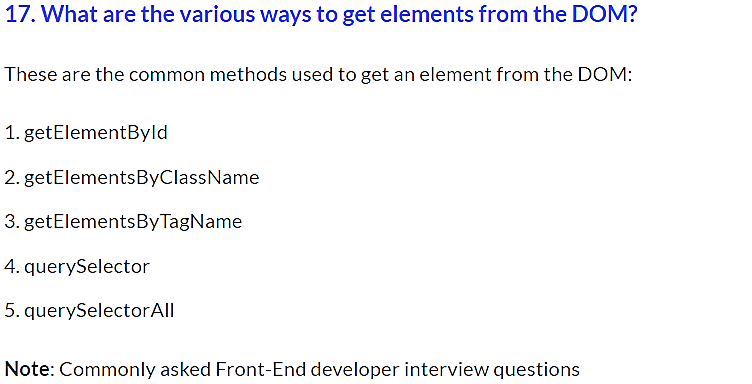 17. What are the various ways to get elements from the DOM?
These are the common methods used to get an element from the DOM:
1. getElementById
2. getElementsByClassName
3. getElementsByTagName
4. querySelector
5. querySelectorAll
Note: Commonly asked Front-End developer interview questions